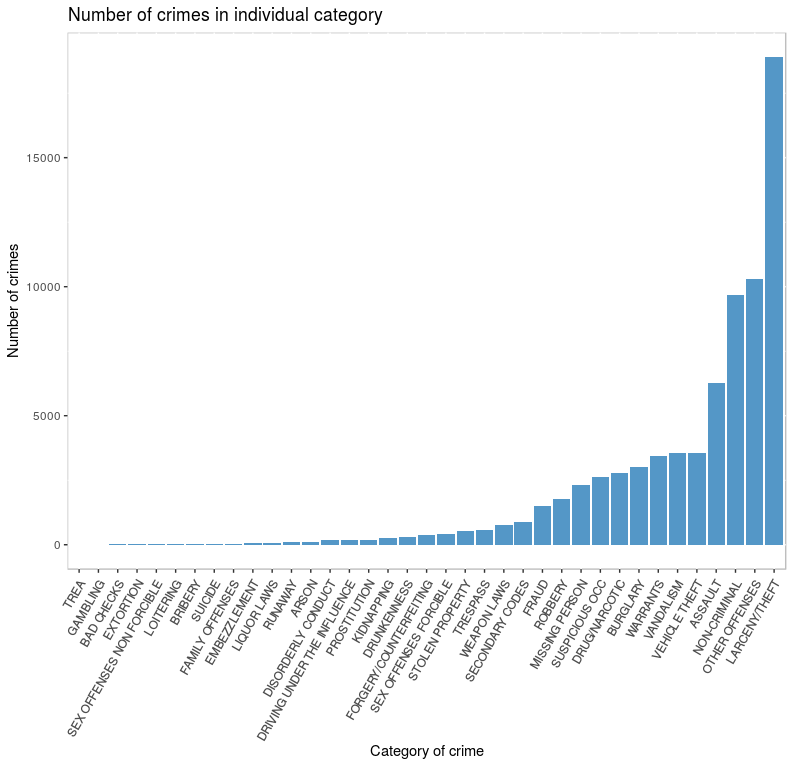 Number of crimes in individual category
Number of crimes
15000
10000
5000
0
TREA
GAMBLING
BAD CHECKS
EXTORTION
SEX OFFENSES NON FORCIBLE
LOITERING
BRIBERY
SUICIDE
FAMILY OFFENSES
EMBEZZLEMENT
LIQUOR LAWS
RUNAWAY
ARSON
DISORDERLY CONDUCT
DRIVING UNDER THE INFLUENCE
PROSTITUTION
KIDNAPPING
DRUNKENNESS
FORGERY/COUNTERFEITING
SEX OFFENSES FORCIBLE
STOLEN PROPERTY
TRESPASS
WEAPON LAWS
SECONDARY CODES
FRAUD
ROBBERY
MISSING PERSON
SUSPICIOUS OCC
DRUG/NARCOTIC
BURGLARY
WARRANTS
VANDALISM
VEHICLE THEFT
ASSAULT
NON-CRIMINAL
OTHER OFFENSES
LARCENY/THEFT
Category of crime